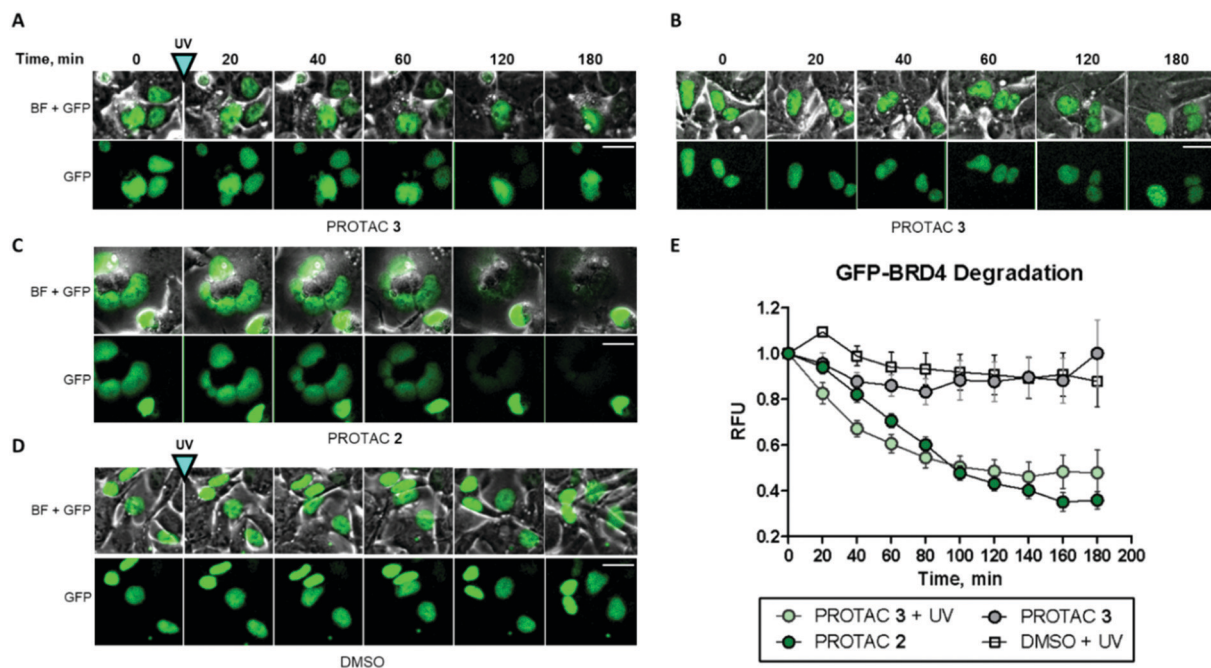 A
UV
Time, min 0 20 40 60 120 180
BF + GFP
GFP
PROTAC 3
B
0 20 40 60 120 180
PROTAC 3
C
BF + GFP
GFP
PROTAC 2
D
UV
BF + GFP
GFP
DMSO
E
GFP-BRD4 Degradation
1.2
1.0
0.8
0.6
0.4
0.2
RFU
0 20 40 60 80 100 120 140 160 180 200
Time, min
PROTAC 3 + UV PROTAC 3
PROTAC 2 DMSO + UV